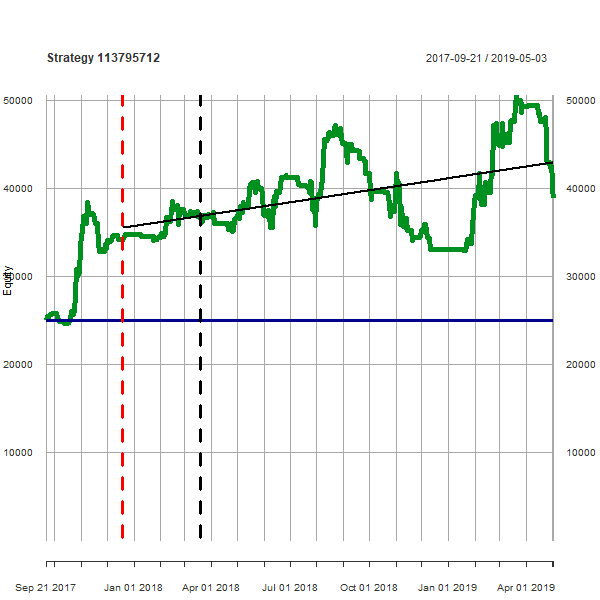 Strategy 113795712 2017-09-21 / 2019-05-03
50000 50000
40000 40000
Equity
30000 30000
20000 20000
10000 10000
Sep 21 2017 Jan 01 2018 Apr 01 2018 Jul 01 2018 Oct 01 2018 Jan 01 2019 Apr 01 2019